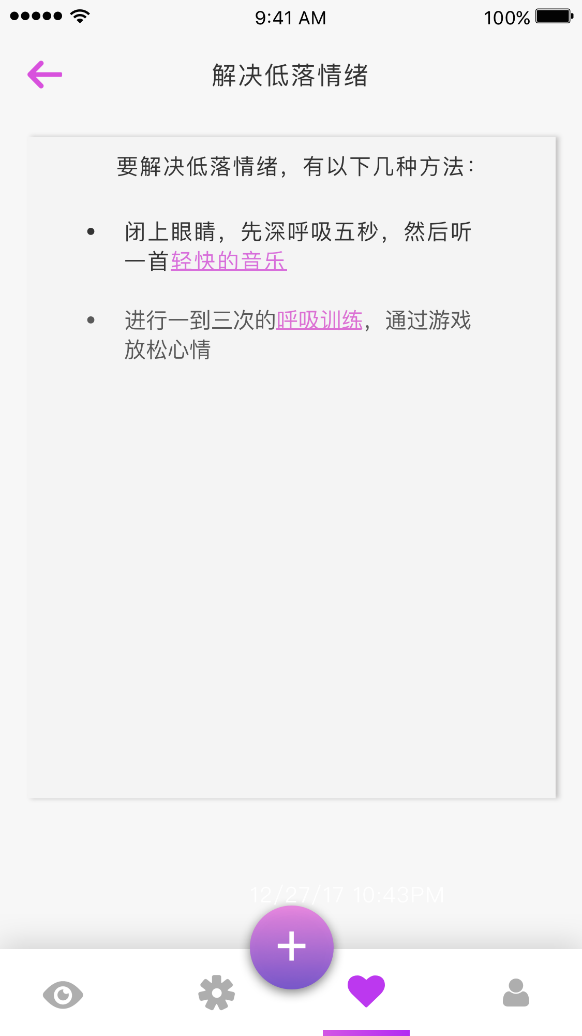 9:41 AM
100%
解决低落情绪
要解决低落情绪，有以下几种方法：
• 闭上眼睛，先深呼吸五秒，然后听
一首轻快的音乐
• 进行一到三次的呼吸训练，通过游戏
放松心情
12/27/17 10:43PM